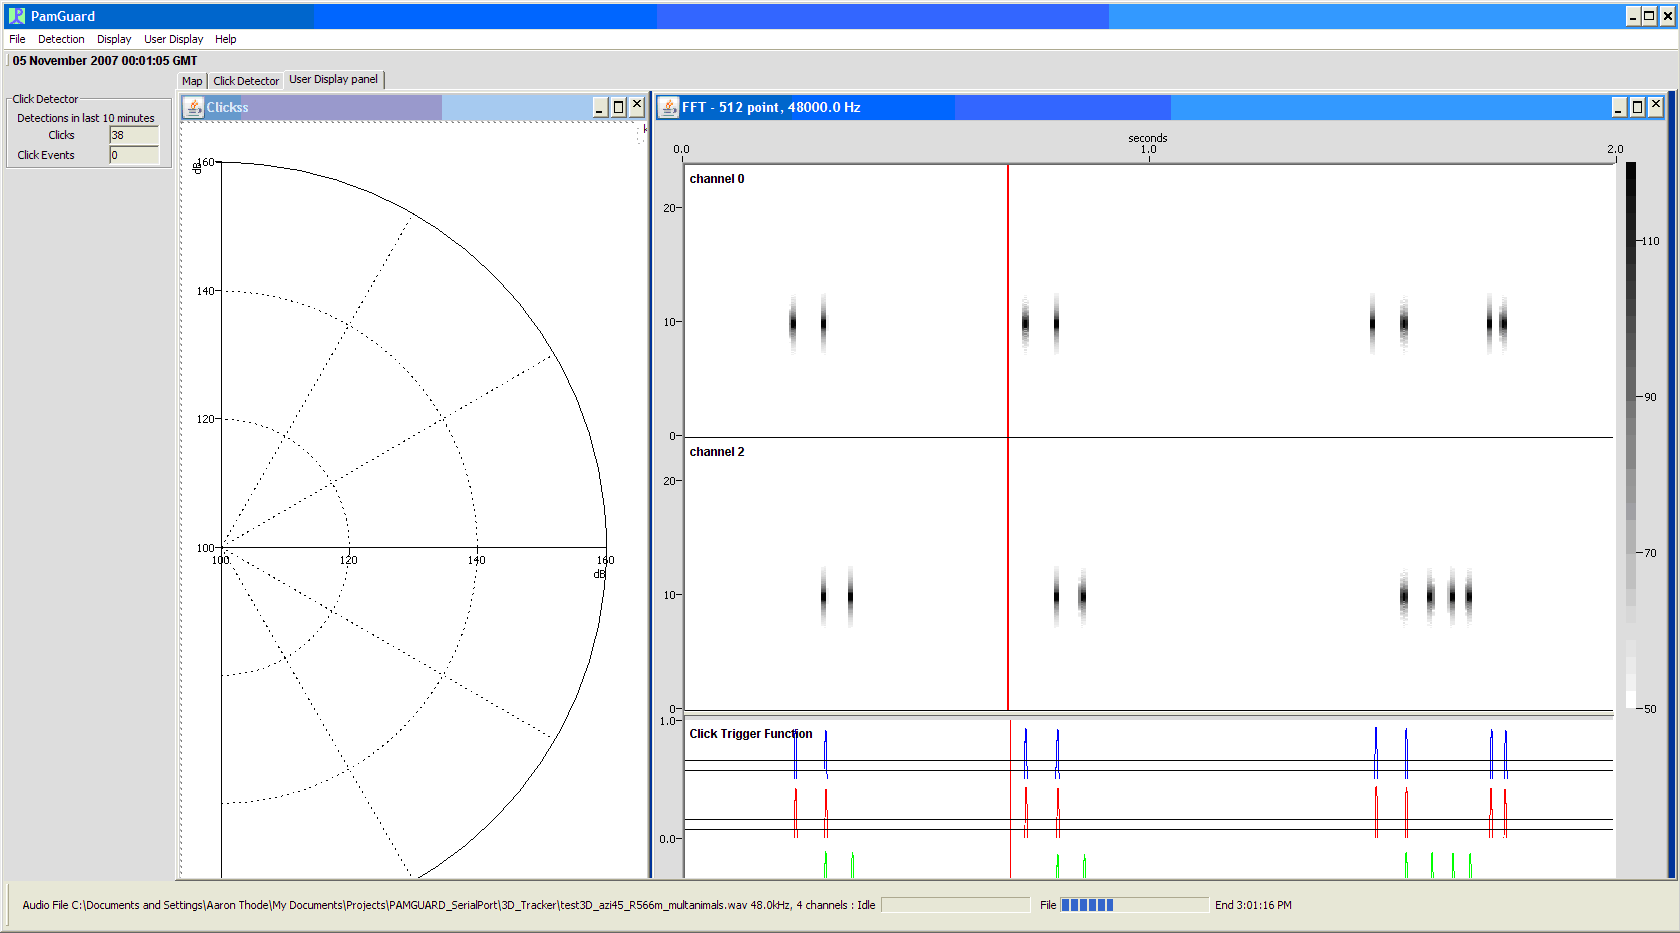 PamGuard
File Detection Display User Display Help
05 November 2007 00:01:05 GMT
Map Click Detector User Display panel
Click Detector
Detections in last 10 minutes
Clicks 38
Click Events 0
Clickss
k
dB
160
140
120
100
100 120 140 160
dB
FFT - 512 point, 48000.0 Hz
seconds
0.0 1.0 2.0
channel 0
20
10
0
channel 2
20
10
0
110
90
70
50
1.0
Click Trigger Function
0.0
Audio File C:\Documents and Settings\Aaron Thode\My Documents\Projects\PAMGUARD_SerialPort\3D_Tracker\test3D_azi45_R566m_multanimals.wav 48.0kHz, 4 channels : Idle File End 3:01:16 PM